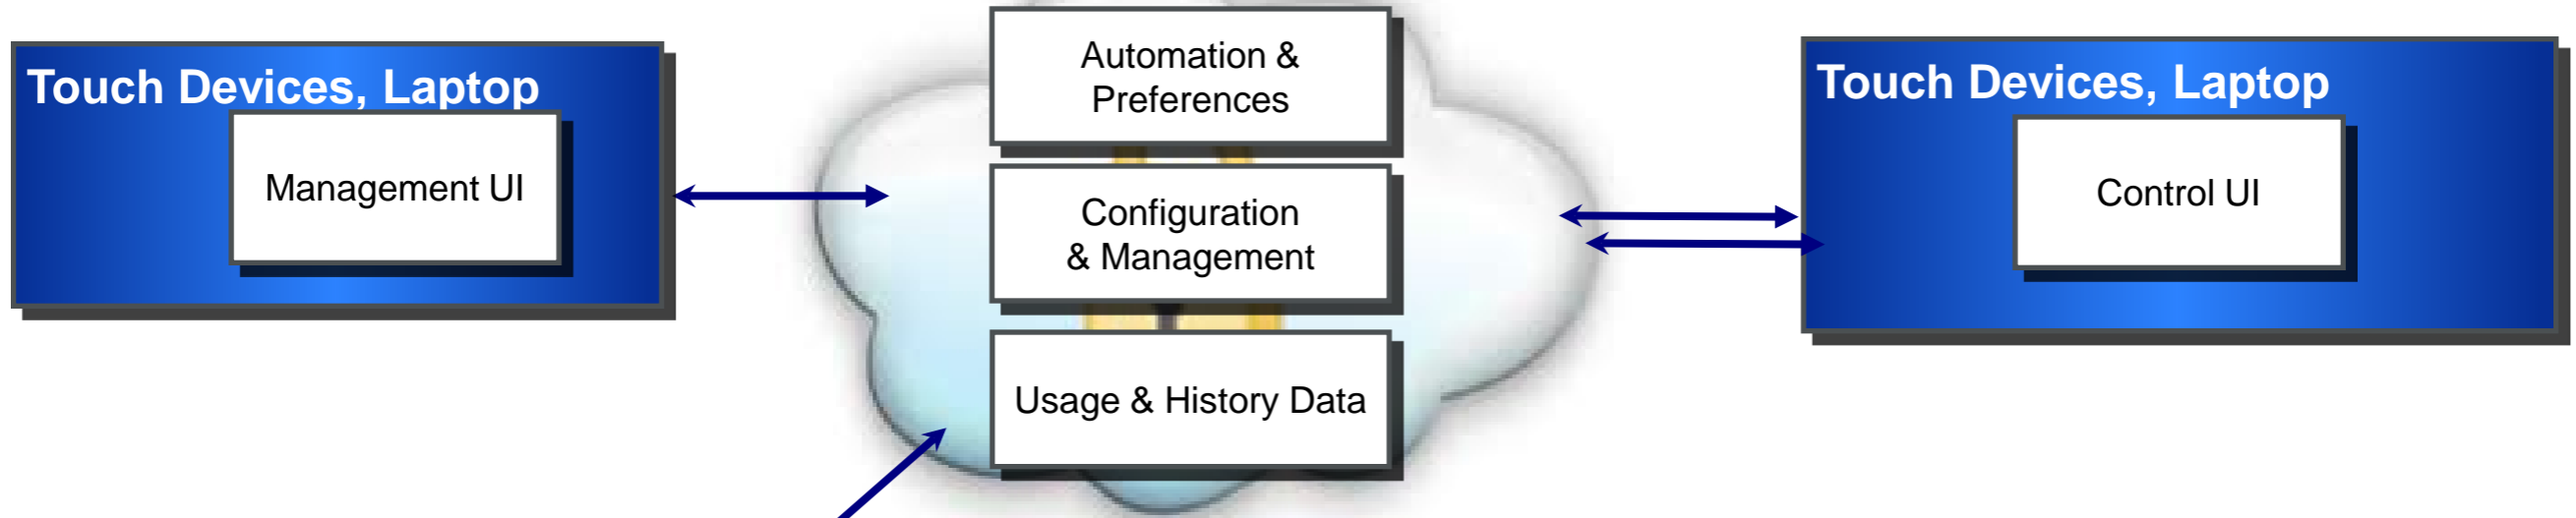 Touch Devices, Laptop
Management UI
Automation &
Preferences
Configuration
& Management
Usage & History Data
Touch Devices, Laptop
Control UI